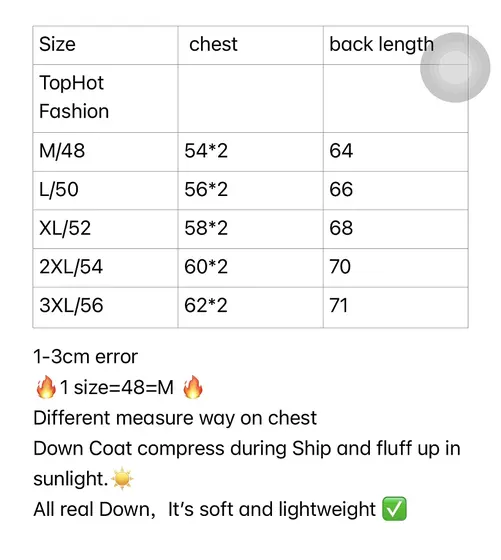 Size chest back length
TopHot
Fashion
M/48 54*2 64
L/50 56*2 66
XL/52 58*2 68
2XL/54 60*2 70
3XL/56 62*2 71
1-3cm error
🔥1 size=48=M 🔥
Different measure way on chest
Down Coat compress during Ship and fluff up in
sunlight.☀️
All real Down, It's soft and lightweight ✅